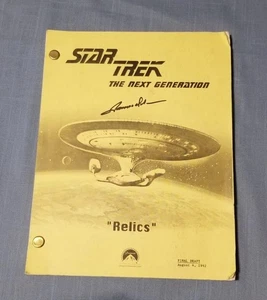 STAR
TREK
THE NEXT GENERATION
"Relics"
FINAL DRAFT